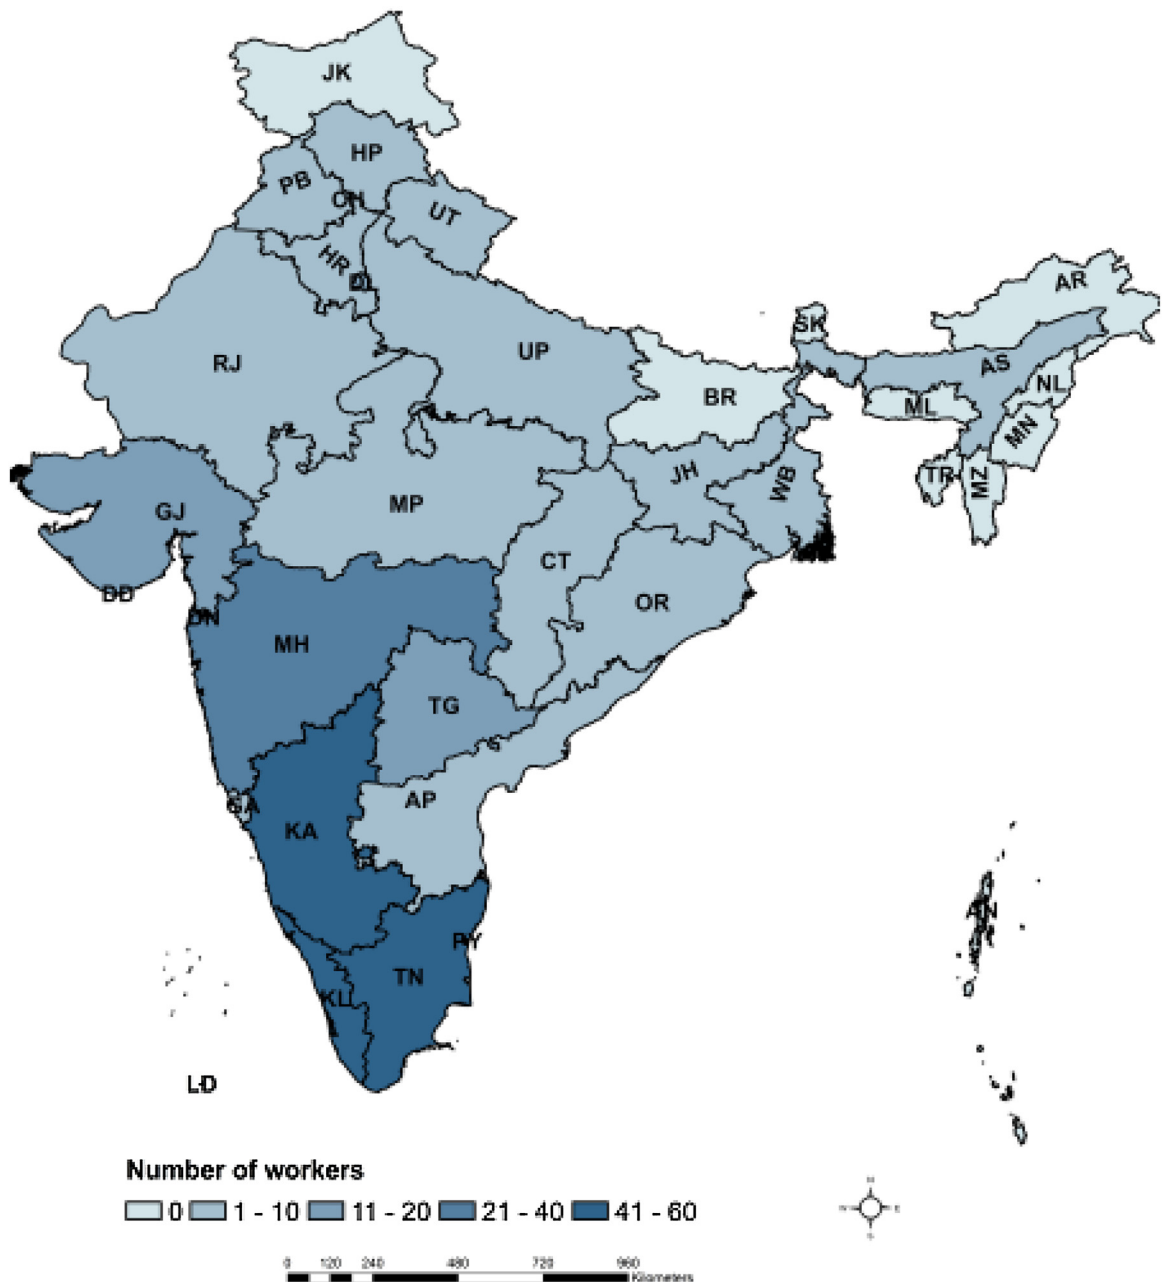 JK
HP
PB
CH
UT
HR
DL
AR
SK
RJ
UP
AS
NL
BR
ML
MN
JH
TR
MZ
WB
GJ
MP
CT
DD
OR
DN
MH
TG
GA
AP
KA
AN
PY
TN
KL
LD
Number of workers
0 1 - 10 11 - 20 21 - 40 41 - 60
0 120 240 480 720 960
Kilometers